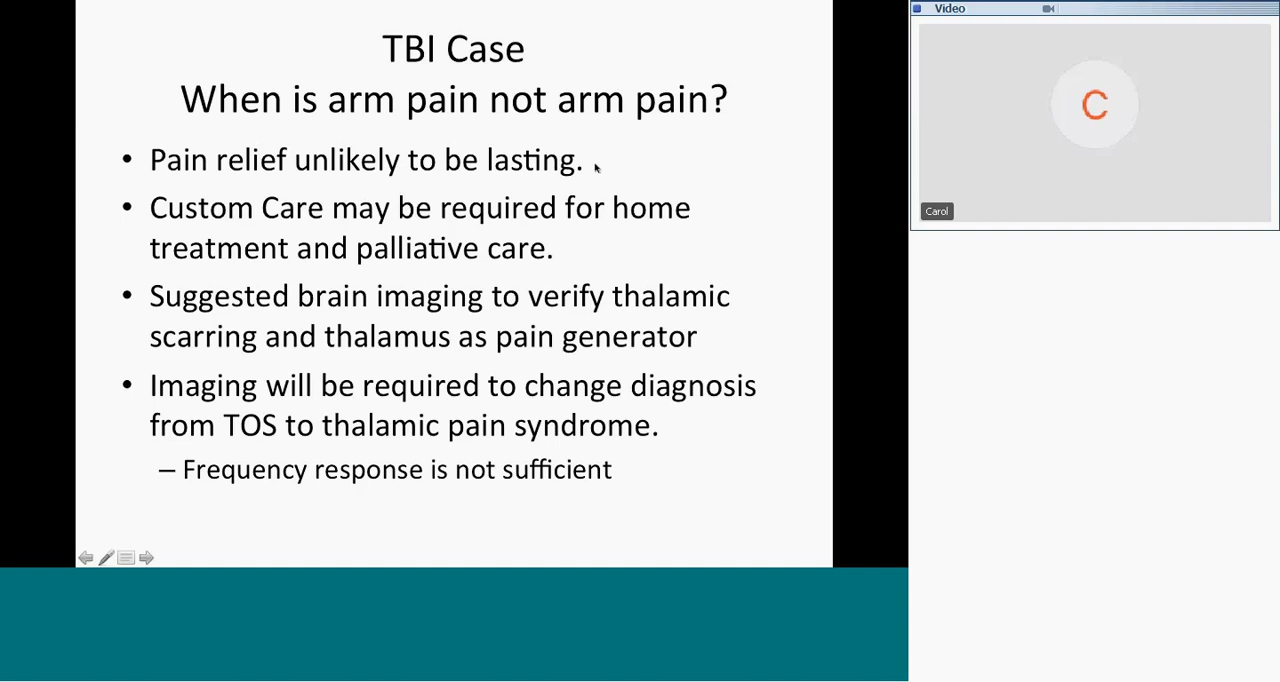 TBI Case
When is arm pain not arm pain?
• Pain relief unlikely to be lasting.
• Custom Care may be required for home
treatment and palliative care.
• Suggested brain imaging to verify thalamic
scarring and thalamus as pain generator
• Imaging will be required to change diagnosis
from TOS to thalamic pain syndrome.
– Frequency response is not sufficient
Video
C
Carol